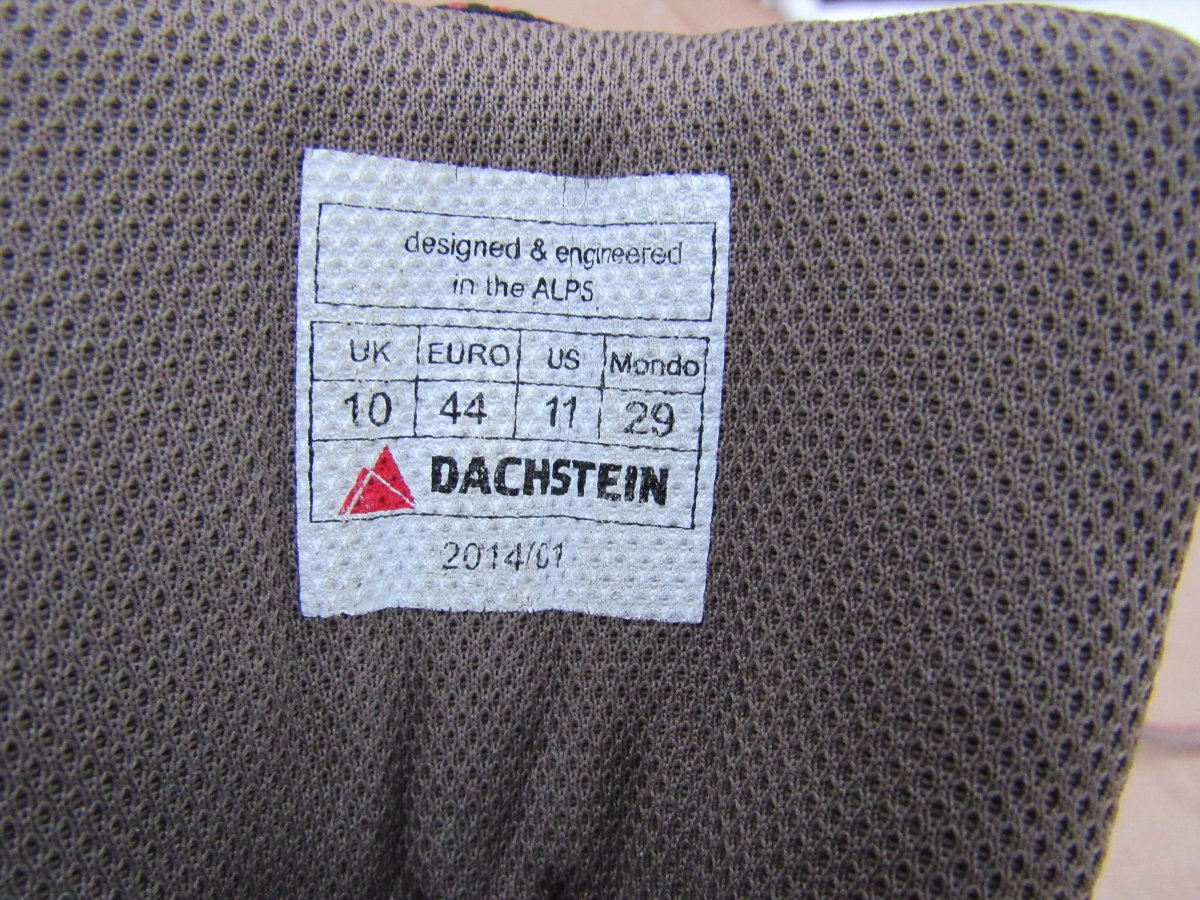 designed & engineered
in the ALPS
UK EURO US Mondo
10 44 11 29
DACHSTEIN
2014/01